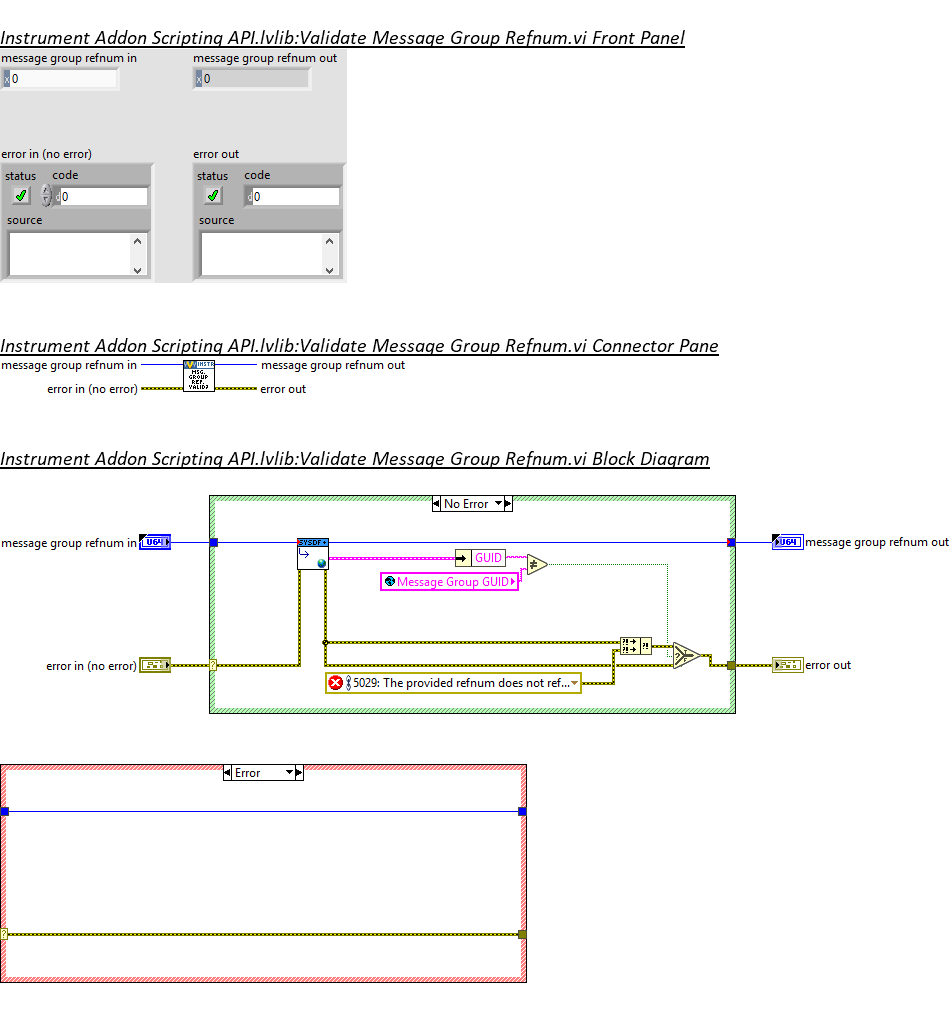 Instrument Addon Scripting API.lvlib:Validate Message Group Refnum.vi Front Panel
message group refnum in message group refnum out
x 0 x 0
error in (no error) error out
status code status code
d 0 d 0
source source
Instrument Addon Scripting API.lvlib:Validate Message Group Refnum.vi Connector Pane
message group refnum in INSTR message group refnum out
MSG.
GROUP
REF.
VALID?
error in (no error) error out
Instrument Addon Scripting API.lvlib:Validate Message Group Refnum.vi Block Diagram
No Error
message group refnum in U64 SYSDF U64 message group refnum out
GUID
Message Group GUID
error in (no error) ? error out
5029: The provided refnum does not ref...
Error
?